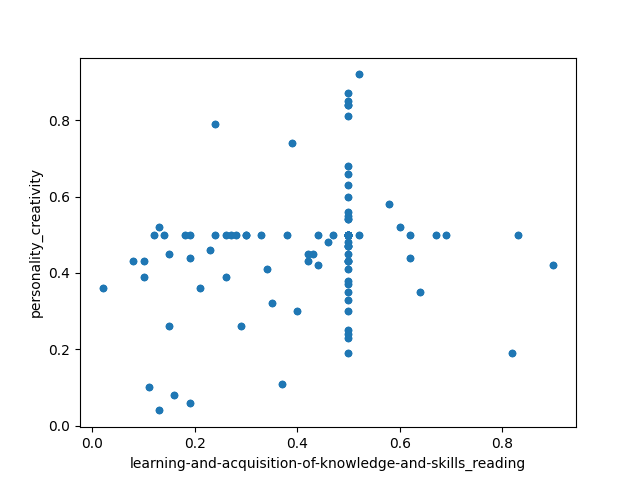 personality_creativity
0.8
0.6
0.4
0.2
0.0
0.0 0.2 0.4 0.6 0.8
learning-and-acquisition-of-knowledge-and-skills_reading